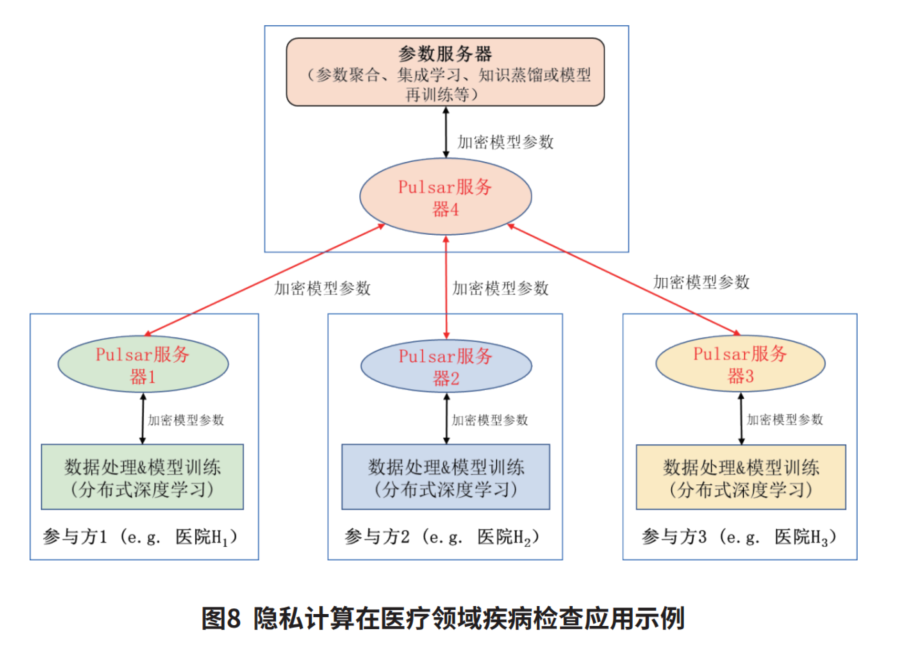 参数服务器
(参数聚合、集成学习、知识蒸馏或模型
再训练等)
加密模型参数
Pulsar服务
器4
加密模型参数
加密模型参数
加密模型参数
Pulsar服务
器1
Pulsar服务
器2
Pulsar服务
器3
加密模型参数
加密模型参数
加密模型参数
数据处理&模型训练
(分布式深度学习)
数据处理&模型训练
(分布式深度学习)
数据处理&模型训练
(分布式深度学习)
参与方1 (e.g. 医院H₁)
参与方2 (e.g. 医院H₂)
参与方3 (e.g. 医院H₃)
图8 隐私计算在医疗领域疾病检查应用示例